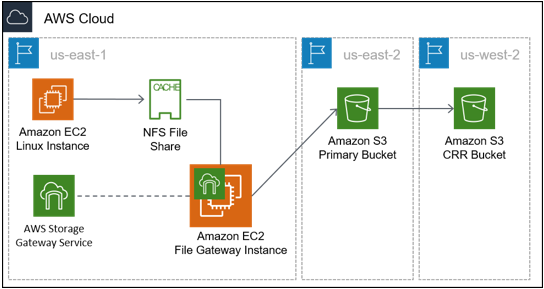 AWS Cloud
us-east-1
us-east-2
us-west-2
CACHE
Amazon EC2
Linux Instance
NFS File
Share
Amazon S3
Primary Bucket
Amazon S3
CRR Bucket
AWS Storage
Gateway Service
Amazon EC2
File Gateway Instance